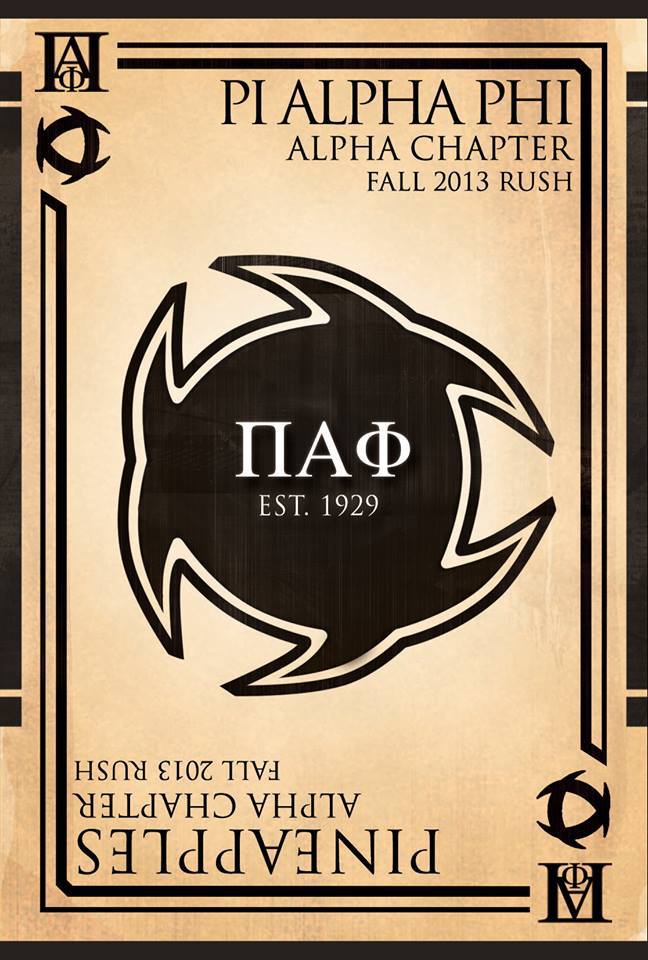 ΠΑΦ
PI ALPHA PHI
ALPHA CHAPTER
FALL 2013 RUSH
ΠΑΦ
EST. 1929
FALL 2013 RUSH
ALPHA CHAPTER
PINEAPPLES
ΠΑΦ